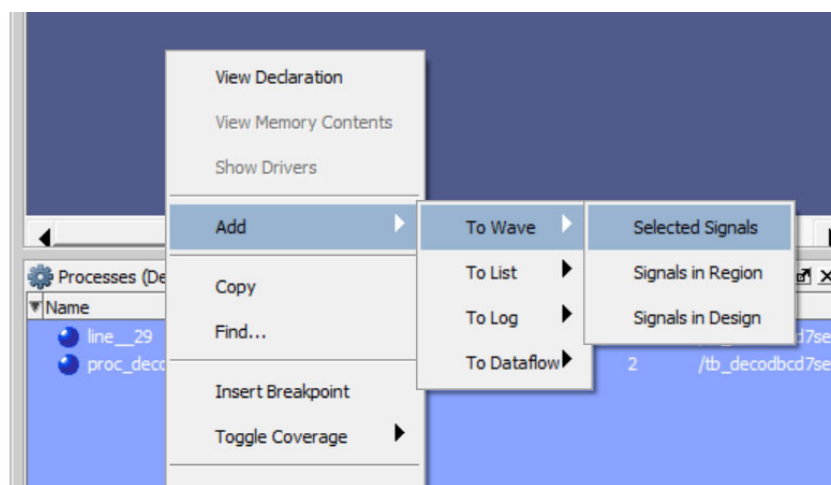 View Declaration
View Memory Contents
Show Drivers
Add
To Wave
Selected Signals
To List
Signals in Region
To Log
Signals in Design
To Dataflow
Copy
Find...
Insert Breakpoint
Toggle Coverage
Processes (De
Name
line__29
proc_deco
2 /tb_decodbcd7se